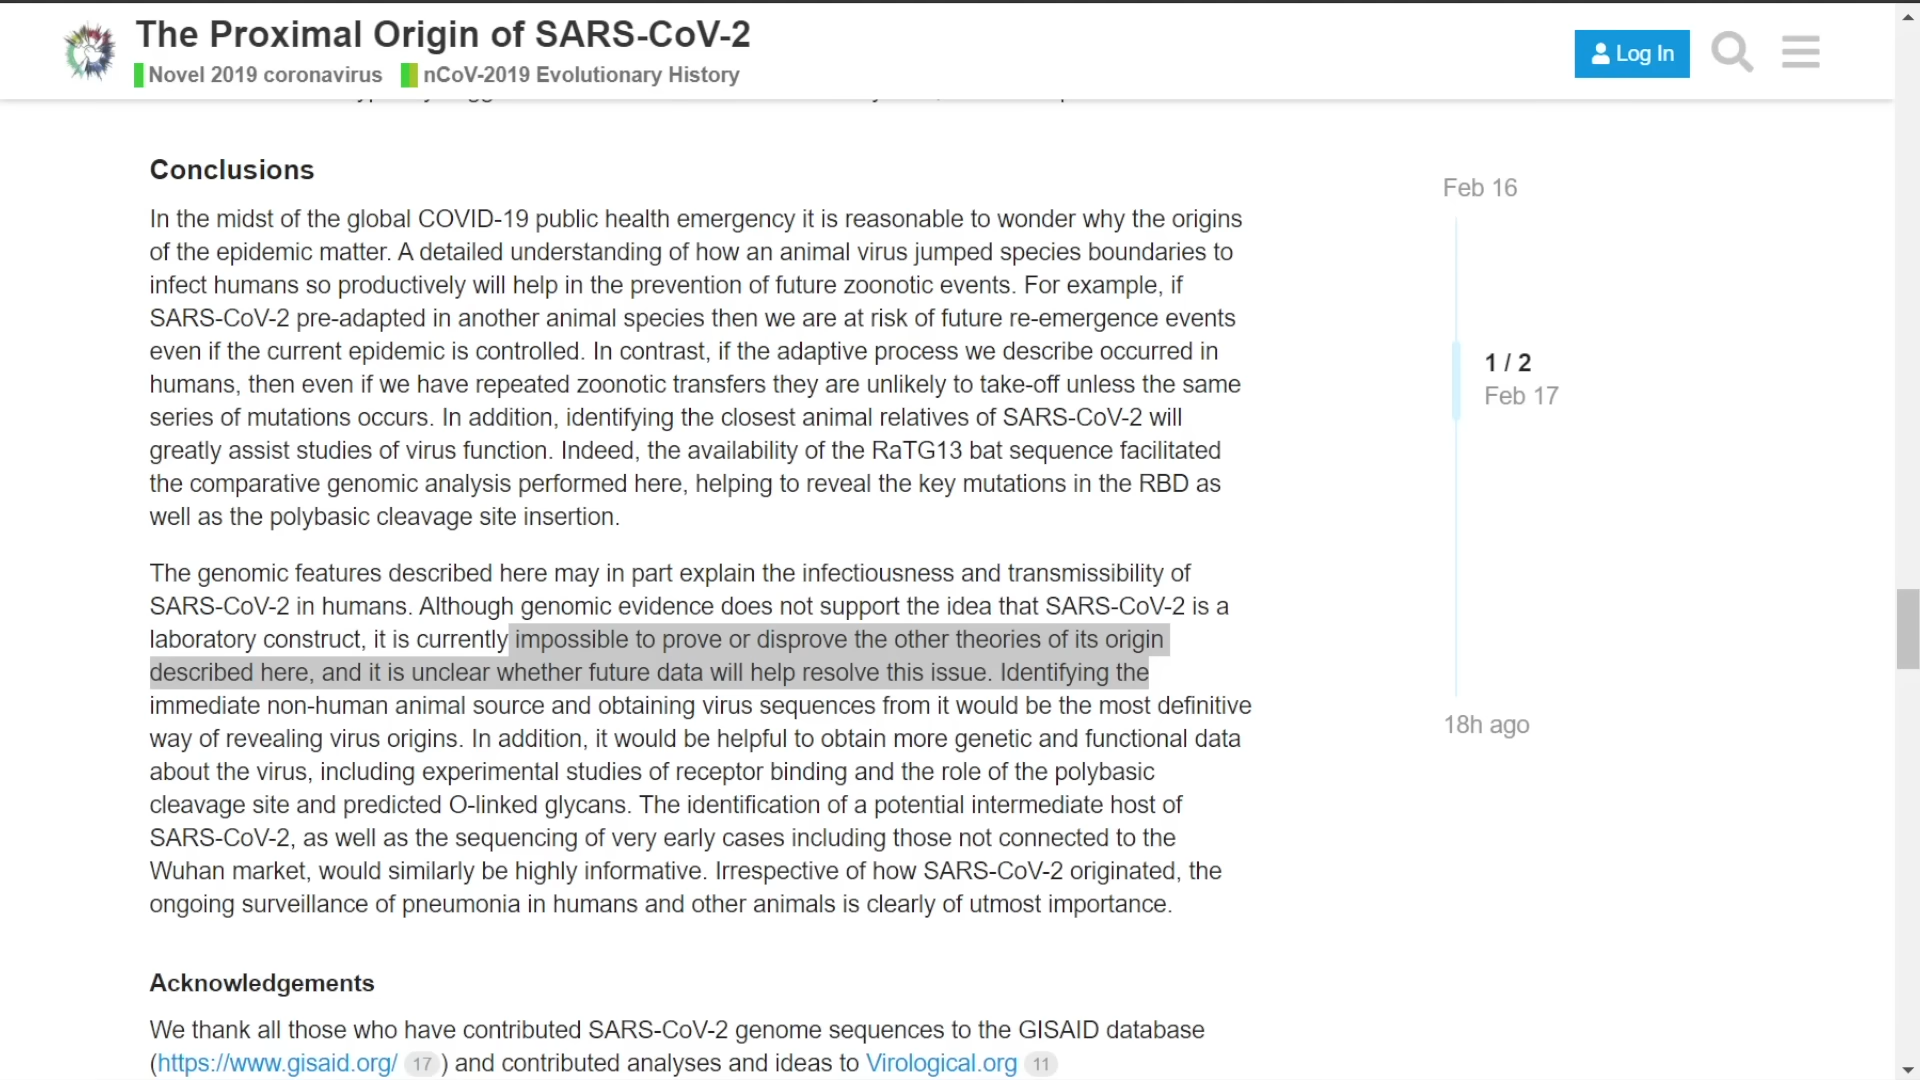 The Proximal Origin of SARS-CoV-2
Novel 2019 coronavirus nCoV-2019 Evolutionary History
Log In
Conclusions
In the midst of the global COVID-19 public health emergency it is reasonable to wonder why the origins
of the epidemic matter. A detailed understanding of how an animal virus jumped species boundaries to
infect humans so productively will help in the prevention of future zoonotic events. For example, if
SARS-CoV-2 pre-adapted in another animal species then we are at risk of future re-emergence events
even if the current epidemic is controlled. In contrast, if the adaptive process we describe occurred in
humans, then even if we have repeated zoonotic transfers they are unlikely to take-off unless the same
series of mutations occurs. In addition, identifying the closest animal relatives of SARS-CoV-2 will
greatly assist studies of virus function. Indeed, the availability of the RaTG13 bat sequence facilitated
the comparative genomic analysis performed here, helping to reveal the key mutations in the RBD as
well as the polybasic cleavage site insertion.
The genomic features described here may in part explain the infectiousness and transmissibility of
SARS-CoV-2 in humans. Although genomic evidence does not support the idea that SARS-CoV-2 is a
laboratory construct, it is currently impossible to prove or disprove the other theories of its origin
described here, and it is unclear whether future data will help resolve this issue. Identifying the
immediate non-human animal source and obtaining virus sequences from it would be the most definitive
way of revealing virus origins. In addition, it would be helpful to obtain more genetic and functional data
about the virus, including experimental studies of receptor binding and the role of the polybasic
cleavage site and predicted O-linked glycans. The identification of a potential intermediate host of
SARS-CoV-2, as well as the sequencing of very early cases including those not connected to the
Wuhan market, would similarly be highly informative. Irrespective of how SARS-CoV-2 originated, the
ongoing surveillance of pneumonia in humans and other animals is clearly of utmost importance.
Acknowledgements
We thank all those who have contributed SARS-CoV-2 genome sequences to the GISAID database
(https://www.gisaid.org/ 17 ) and contributed analyses and ideas to Virological.org 11
Feb 16
1 / 2
Feb 17
18h ago